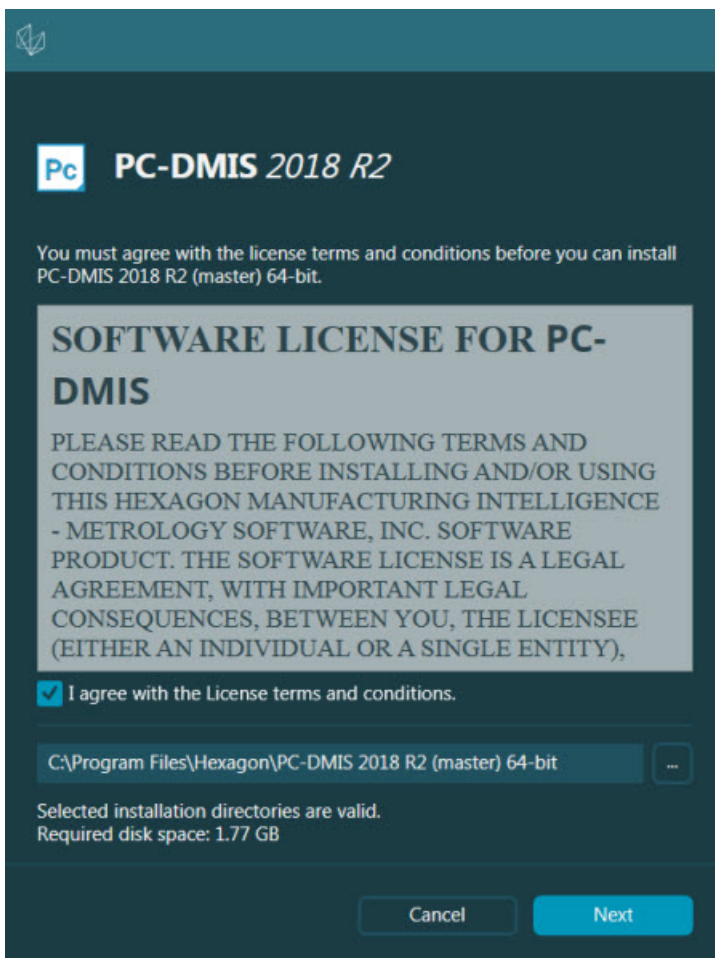 Pc PC-DMIS 2018 R2
You must agree with the license terms and conditions before you can install
PC-DMIS 2018 R2 (master) 64-bit.
SOFTWARE LICENSE FOR PC-
DMIS
PLEASE READ THE FOLLOWING TERMS AND
CONDITIONS BEFORE INSTALLING AND/OR USING
THIS HEXAGON MANUFACTURING INTELLIGENCE
- METROLOGY SOFTWARE, INC. SOFTWARE
PRODUCT. THE SOFTWARE LICENSE IS A LEGAL
AGREEMENT, WITH IMPORTANT LEGAL
CONSEQUENCES, BETWEEN YOU, THE LICENSEE
(EITHER AN INDIVIDUAL OR A SINGLE ENTITY),
I agree with the License terms and conditions.
C:\Program Files\Hexagon\PC-DMIS 2018 R2 (master) 64-bit ...
Selected installation directories are valid.
Required disk space: 1.77 GB
Cancel Next